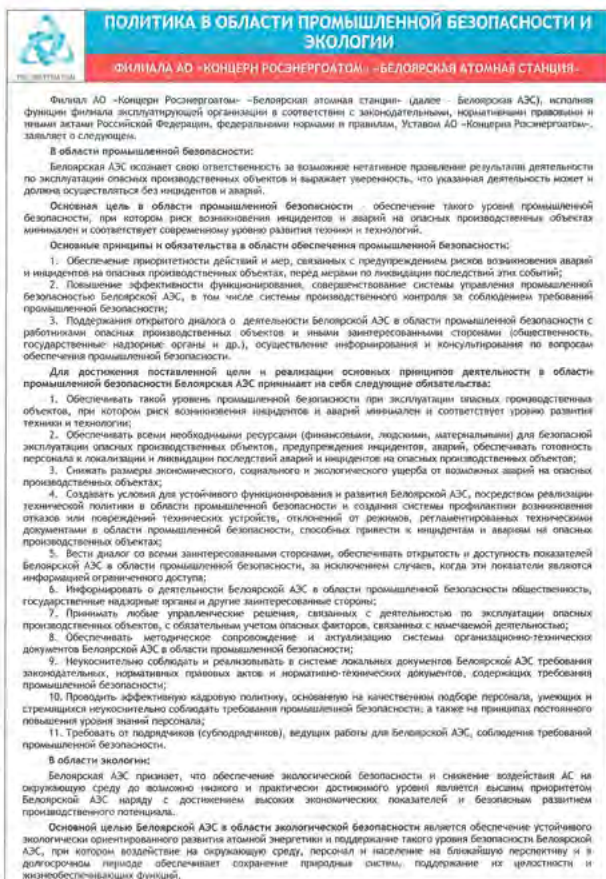 ПОЛИТИКА В ОБЛАСТИ ПРОМЫШЛЕННОЙ БЕЗОПАСНОСТИ И
ЭКОЛОГИИ
ФИЛИАЛА АО «КОНЦЕРН РОСЭНЕРГОАТОМ» «БЕЛОЯРСКАЯ АТОМНАЯ СТАНЦИЯ»
РОСЭНЕРГОАТОМ
Филиал АО «Концерн Росэнергоатом» «Белоярская атомная станция» (далее - Белоярская АЭС), исполняя
функции филиала эксплуатирующей организации в соответствии с законодательными, нормативными правовыми и
иными актами Российской Федерации, федеральными нормами и правилами, Уставом АО «Концерна Росэнергоатом»,
заявляет о следующем.
В области промышленной безопасности:
Белоярская АЭС осознает свою ответственность за возможное негативное проявление результатов деятельности
по эксплуатации опасных производственных объектов и выражает уверенность, что указанная деятельность может и
должна осуществляться без инцидентов и аварий.
Основная цель в области промышленной безопасности - обеспечение такого уровня промышленной
безопасности, при котором риск возникновения инцидентов и аварий на опасных производственных объектах
минимален и соответствует современному уровню развития техники и технологий.
Основные принципы и обязательства в области обеспечения промышленной безопасности:
1. Обеспечение приоритетности действий и мер, связанных с предупреждением рисков возникновения аварий
и инцидентов на опасных производственных объектах, перед мерами по ликвидации последствий этих событий;
2. Повышение эффективности функционирования, совершенствование системы управления промышленной
безопасностью Белоярской АЭС, в том числе системы производственного контроля за соблюдением требований
промышленной безопасности;
3. Поддержания открытого диалога о деятельности Белоярской АЭС в области промышленной безопасности с
работниками опасных производственных объектов и иными заинтересованными сторонами (общественность,
государственные надзорные органы и др.), осуществление информирования и консультирования по вопросам
обеспечения промышленной безопасности.
Для достижения поставленной цели и реализации основных принципов деятельности в области
промышленной безопасности Белоярская АЭС принимает на себя следующие обязательства:
1. Обеспечивать такой уровень промышленной безопасности при эксплуатации опасных производственных
объектов, при котором риск возникновения инцидентов и аварий минимален и соответствует уровню развития
техники и технологии;
2. Обеспечивать всеми необходимыми ресурсами (финансовыми, людскими, материальными) для безопасной
эксплуатации опасных производственных объектов, предупреждения инцидентов, аварий, обеспечивать готовность
персонала к локализации и ликвидации последствий аварий и инцидентов на опасных производственных объектов;
3. Снижать размеры экономического, социального и экологического ущерба от возможных аварий на опасных
производственных объектах;
4. Создавать условия для устойчивого функционирования и развития Белоярской АЭС, посредством реализации
технической политики в области промышленной безопасности и создания системы профилактики возникновения
отказов или повреждений технических устройств, отклонений от режимов, регламентированных техническими
документами в области промышленной безопасности, способных привести к инцидентам и авариям на опасных
производственных объектах;
5. Вести диалог со всеми заинтересованными сторонами, обеспечивать открытость и доступность показателей
Белоярской АЭС в области промышленной безопасности, за исключением случаев, когда эти показатели являются
информацией ограниченного доступа;
6. Информировать о деятельности Белоярской АЭС в области промышленной безопасности общественность,
государственные надзорные органы и другие заинтересованные стороны;
7. Принимать любые управленческие решения, связанных с деятельностью по эксплуатации опасных
производственных объектов, с обязательным учетом опасных факторов, связанных с намечаемой деятельностью;
8. Обеспечивать методическое сопровождение и актуализацию системы организационно-технических
документов Белоярской АЭС в области промышленной безопасности;
9. Неукоснительно соблюдать и реализовывать в системе локальных документов Белоярской АЭС требования
законодательных, нормативных правовых актов и нормативно-технических документов, содержащих требования
промышленной безопасности;
10. Проводить эффективную кадровую политику, основанную на качественном подборе персонала, умеющих и
стремящихся неукоснительно соблюдать требования промышленной безопасности, а также на принципах постоянного
повышения уровня знаний персонала;
11. Требовать от подрядчиков (субподрядчиков), ведущих работы для Белоярской АЭС, соблюдения требований
промышленной безопасности.
В области экологии:
Белоярская АЭС признает, что обеспечение экологической безопасности и снижение воздействия АС на
окружающую среду до возможно низкого и практически достижимого уровня является высшим приоритетом
Белоярской АЭС наряду с достижением высоких экономических показателей и безопасным развитием
производственного потенциала.
Основной целью Белоярской АЭС в области экологической безопасности является обеспечение устойчивого
экологически ориентированного развития атомной энергетики и поддержание такого уровня безопасности Белоярской
АЭС, при котором воздействие на окружающую среду, персонал и население на ближайшую перспективу и в
долгосрочном периоде обеспечивает сохранение природных систем, поддержание их целостности и
жизнеобеспечивающих функций.